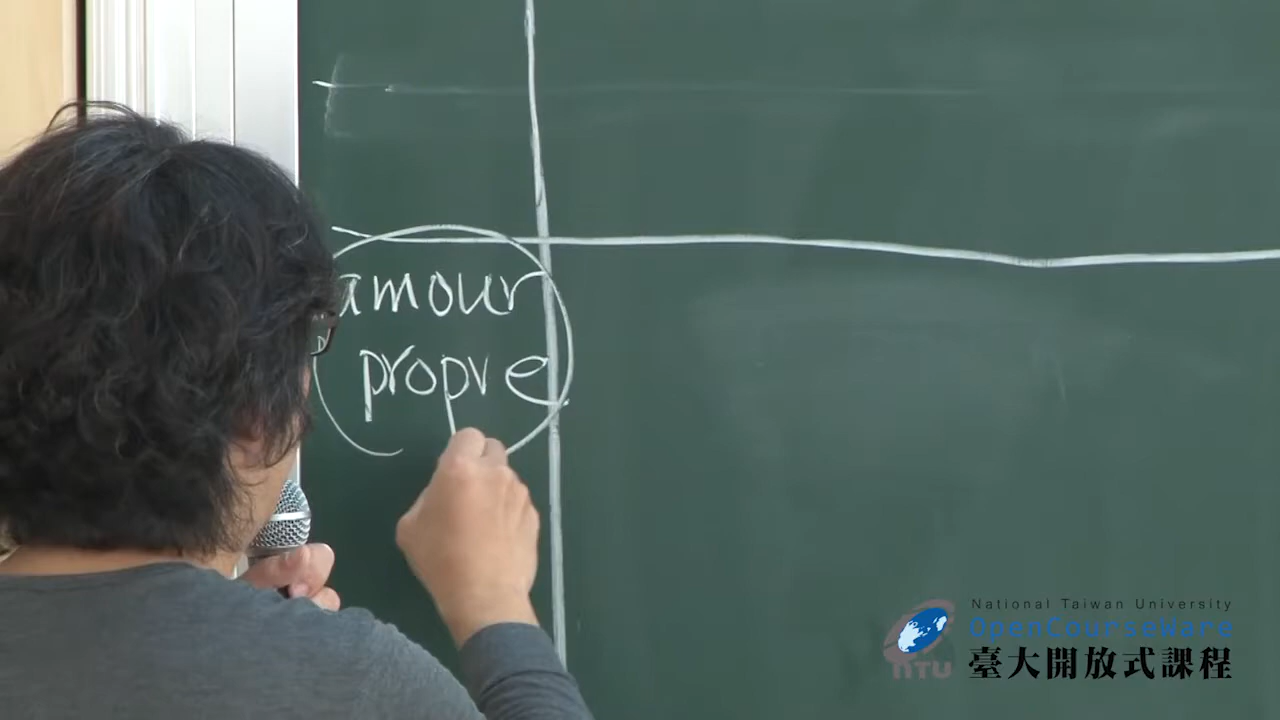 amour
propre
National Taiwan University
OpenCourseWare
NTU
臺大開放式課程